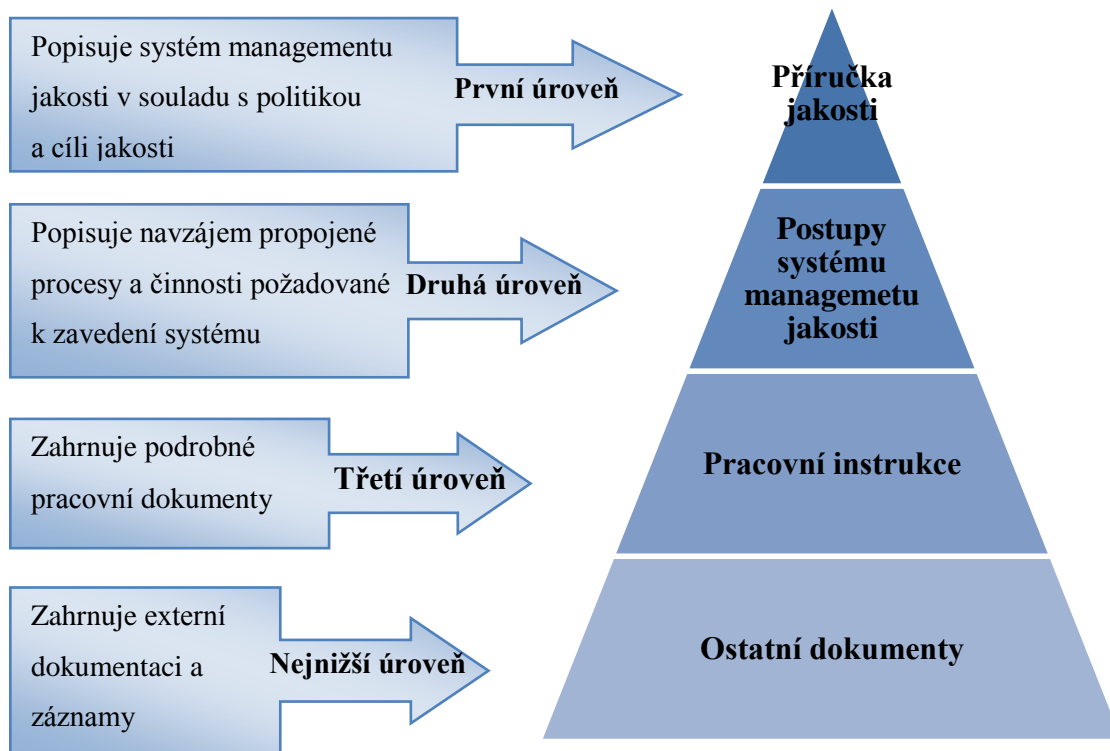 Popisuje systém managementu
jakosti v souladu s politikou
a cíli jakosti
První úroveň
Příručka
jakosti
Popisuje navzájem propojené
procesy a činnosti požadované
k zavedení systému
Druhá úroveň
Postupy
systému
managemetu
jakosti
Zahrnuje podrobné
pracovní dokumenty
Třetí úroveň
Pracovní instrukce
Zahrnuje externí
dokumentaci a
záznamy
Nejnižší úroveň
Ostatní dokumenty